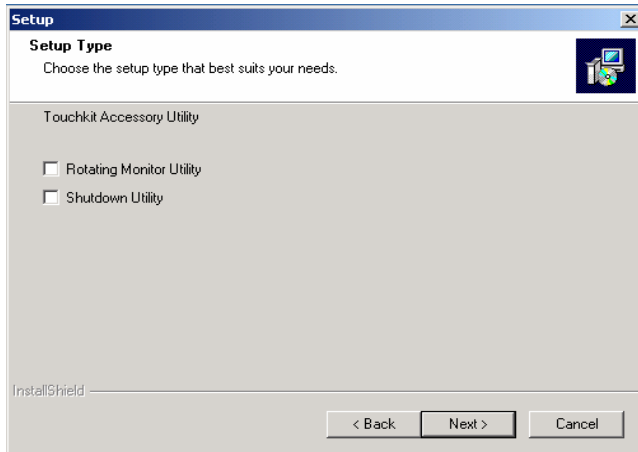 Setup
Setup Type
Choose the setup type that best suits your needs.
Touchkit Accessory Utility
Rotating Monitor Utility
Shutdown Utility
InstallShield
< Back Next > Cancel